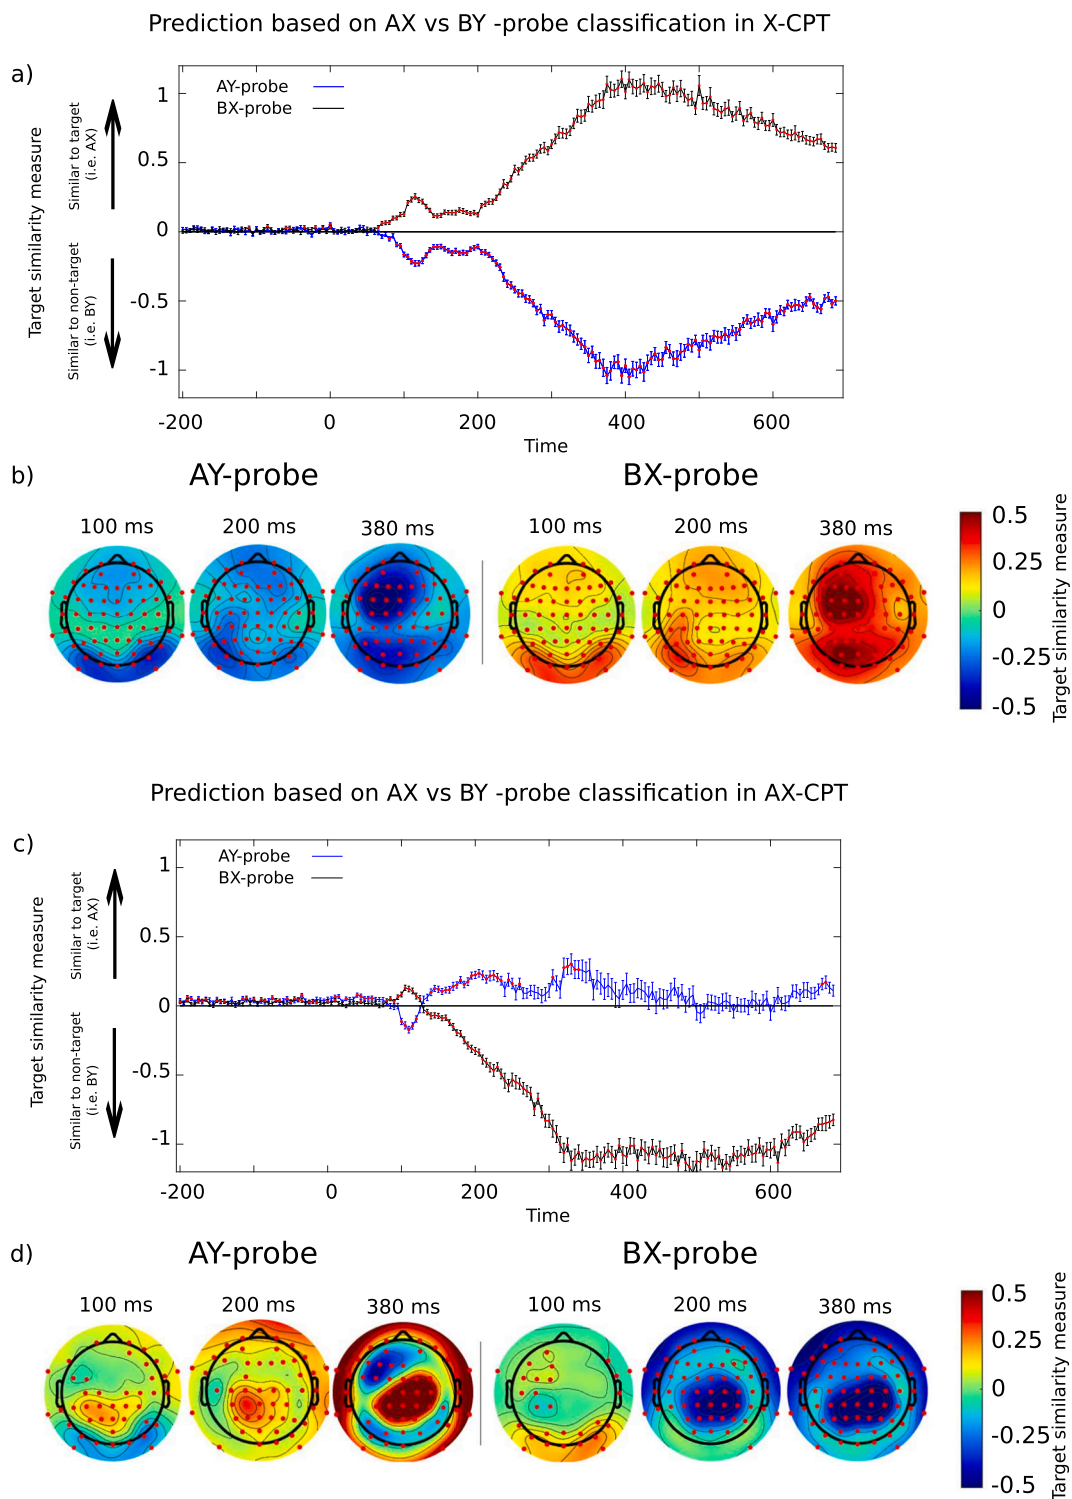 Prediction based on AX vs BY -probe classification in X-CPT
a)
AY-probe
BX-probe
Target similarity measure
Similar to target
(i.e. AX)
Similar to non-target
(i.e. BY)
1
0.5
0
-0.5
-1
-200 0 200 400 600
Time
b)
AY-probe BX-probe
100 ms 200 ms 380 ms 100 ms 200 ms 380 ms
0.5
0.25
0
-0.25
-0.5
Target similarity measure
Prediction based on AX vs BY -probe classification in AX-CPT
c)
AY-probe
BX-probe
Target similarity measure
Similar to target
(i.e. AX)
Similar to non-target
(i.e. BY)
1
0.5
0
-0.5
-1
-200 0 200 400 600
Time
d)
AY-probe BX-probe
100 ms 200 ms 380 ms 100 ms 200 ms 380 ms
0.5
0.25
0
-0.25
-0.5
Target similarity measure